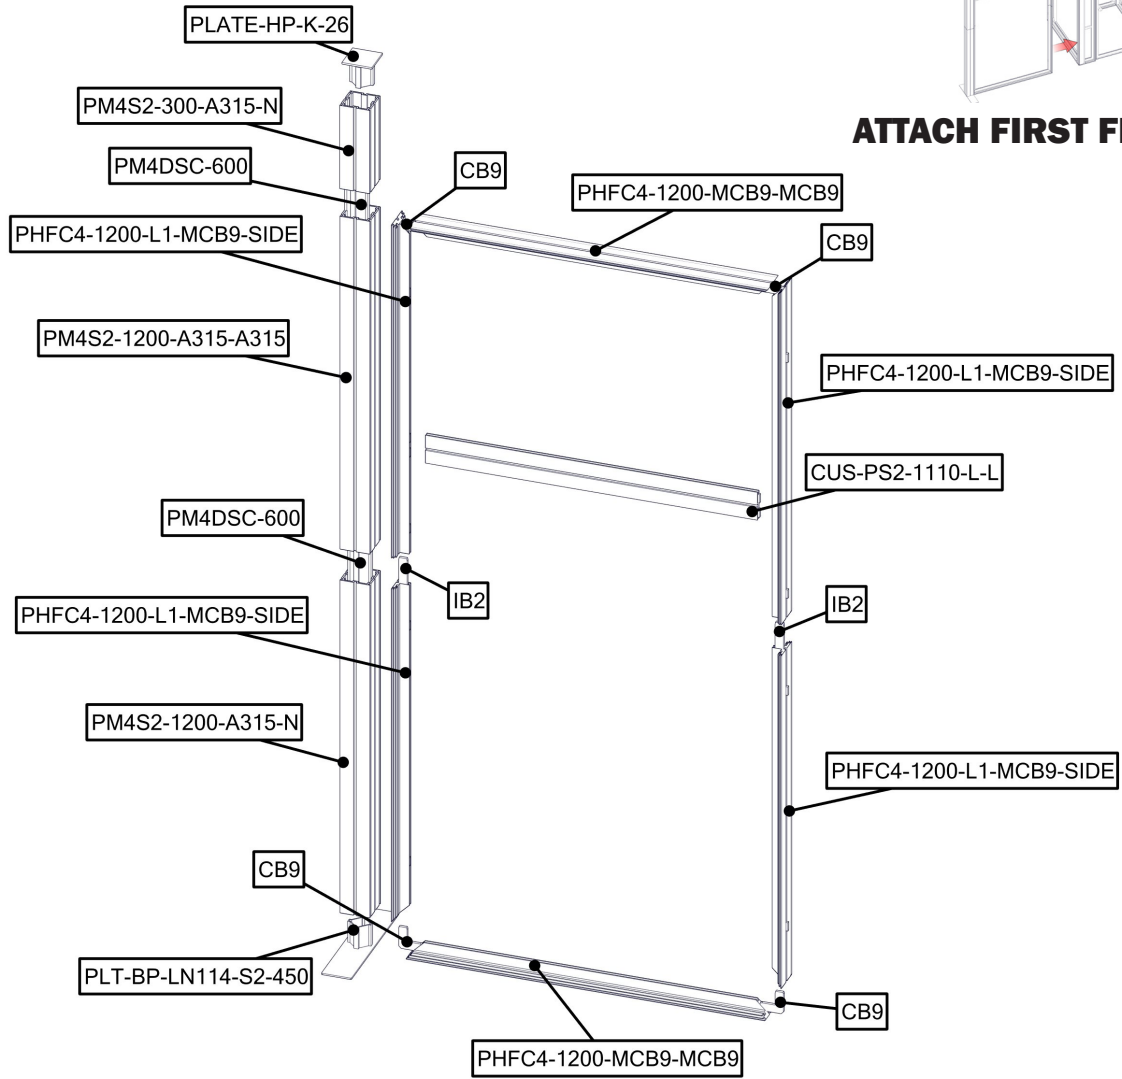 PLATE-HP-K-26
PM4S2-300-A315-N
ATTACH FIRST
PM4DSC-600
CB9
PHFC4-1200-MCB9-MCB9
PHFC4-1200-L1-MCB9-SIDE
CB9
PM4S2-1200-A315-A315
PHFC4-1200-L1-MCB9-SIDE
CUS-PS2-1110-L-L
PM4DSC-600
IB2
IB2
PHFC4-1200-L1-MCB9-SIDE
PM4S2-1200-A315-N
PHFC4-1200-L1-MCB9-SIDE
CB9
PLT-BP-LN114-S2-450
CB9
PHFC4-1200-MCB9-MCB9